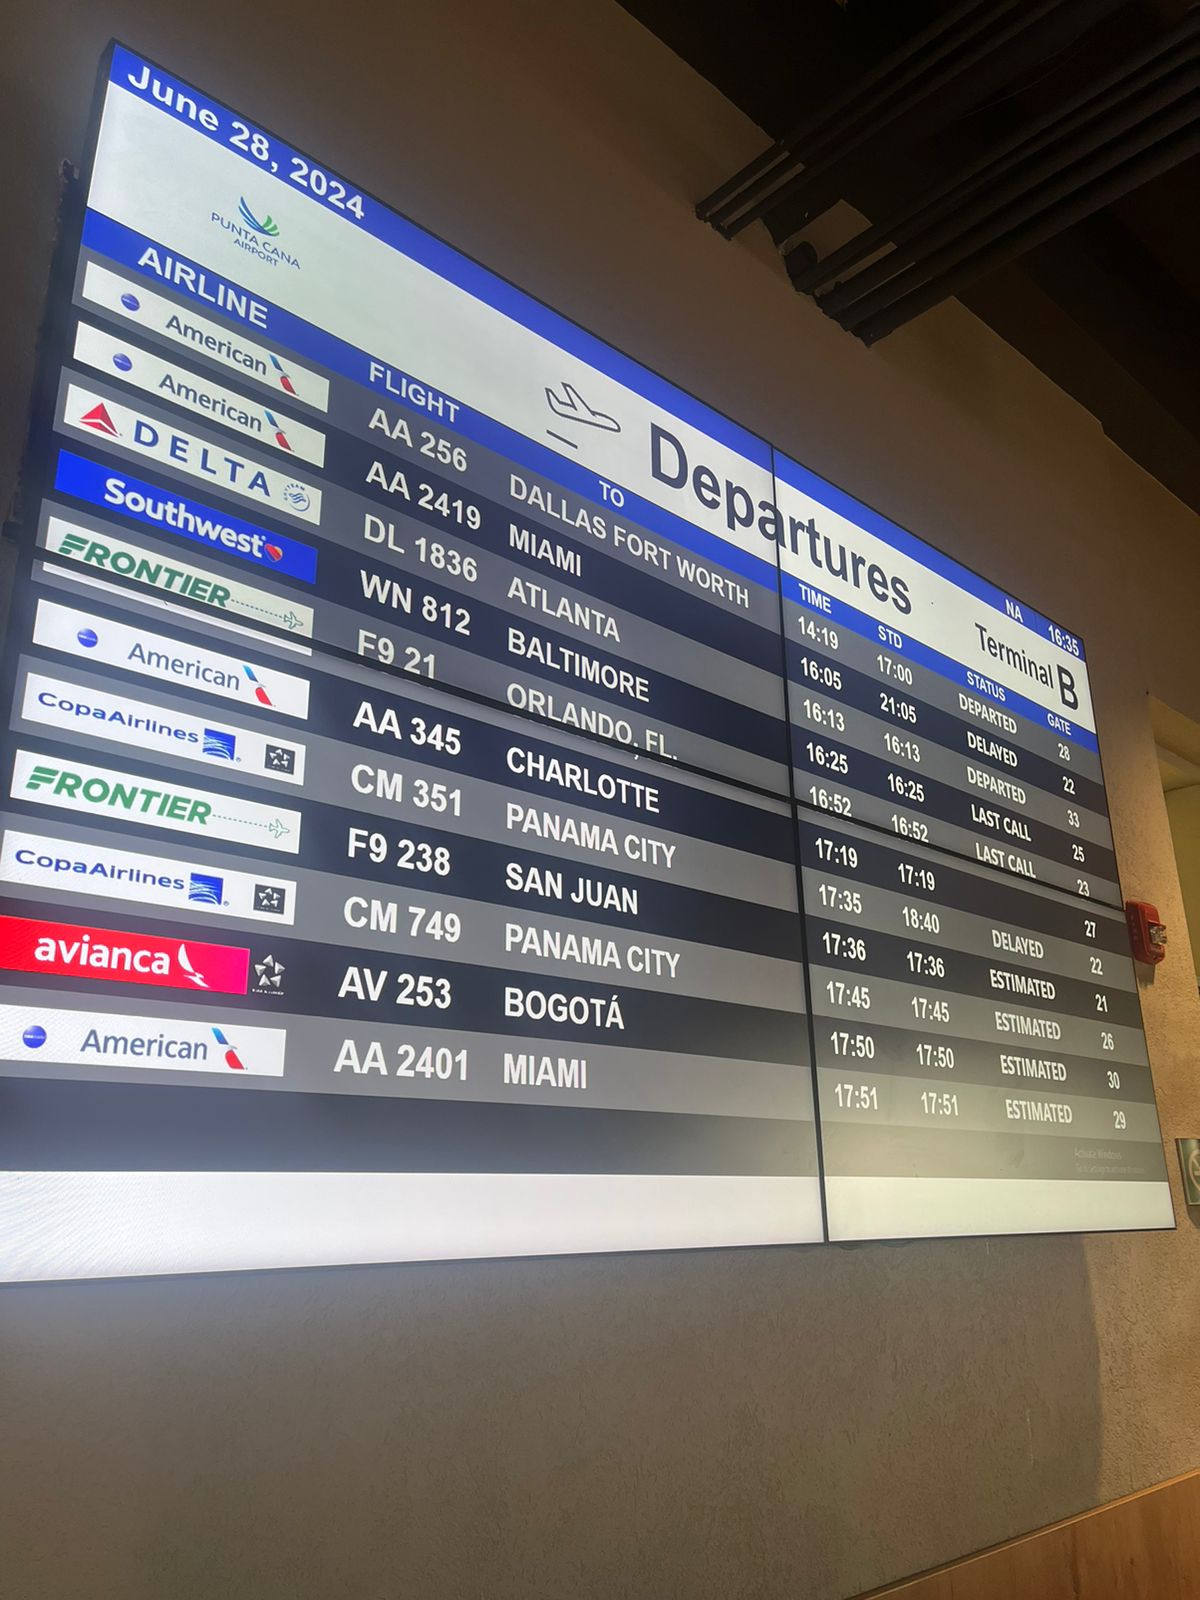 June 28, 2024 NA 16:35
PUNTA CANA
AIRPORT
Departures
Terminal B
AIRLINE FLIGHT TO TIME STD STATUS GATE
American AA 256 DALLAS FORT WORTH 14:19 17:00 DEPARTED 28
American AA 2419 MIAMI 16:05 21:05 DELAYED 22
DELTA DL 1836 ATLANTA 16:13 16:13 DEPARTED 33
Southwest WN 812 BALTIMORE 16:25 16:25 LAST CALL 25
FRONTIER F9 21 ORLANDO, FL. 16:52 16:52 LAST CALL 23
American AA 345 CHARLOTTE 17:19 17:19 27
CopaAirlines CM 351 PANAMA CITY 17:35 18:40 DELAYED 22
FRONTIER F9 238 SAN JUAN 17:36 17:36 ESTIMATED 21
CopaAirlines CM 749 PANAMA CITY 17:45 17:45 ESTIMATED 26
avianca AV 253 BOGOTÁ 17:50 17:50 ESTIMATED 30
American AA 2401 MIAMI 17:51 17:51 ESTIMATED 29
Activate Windows